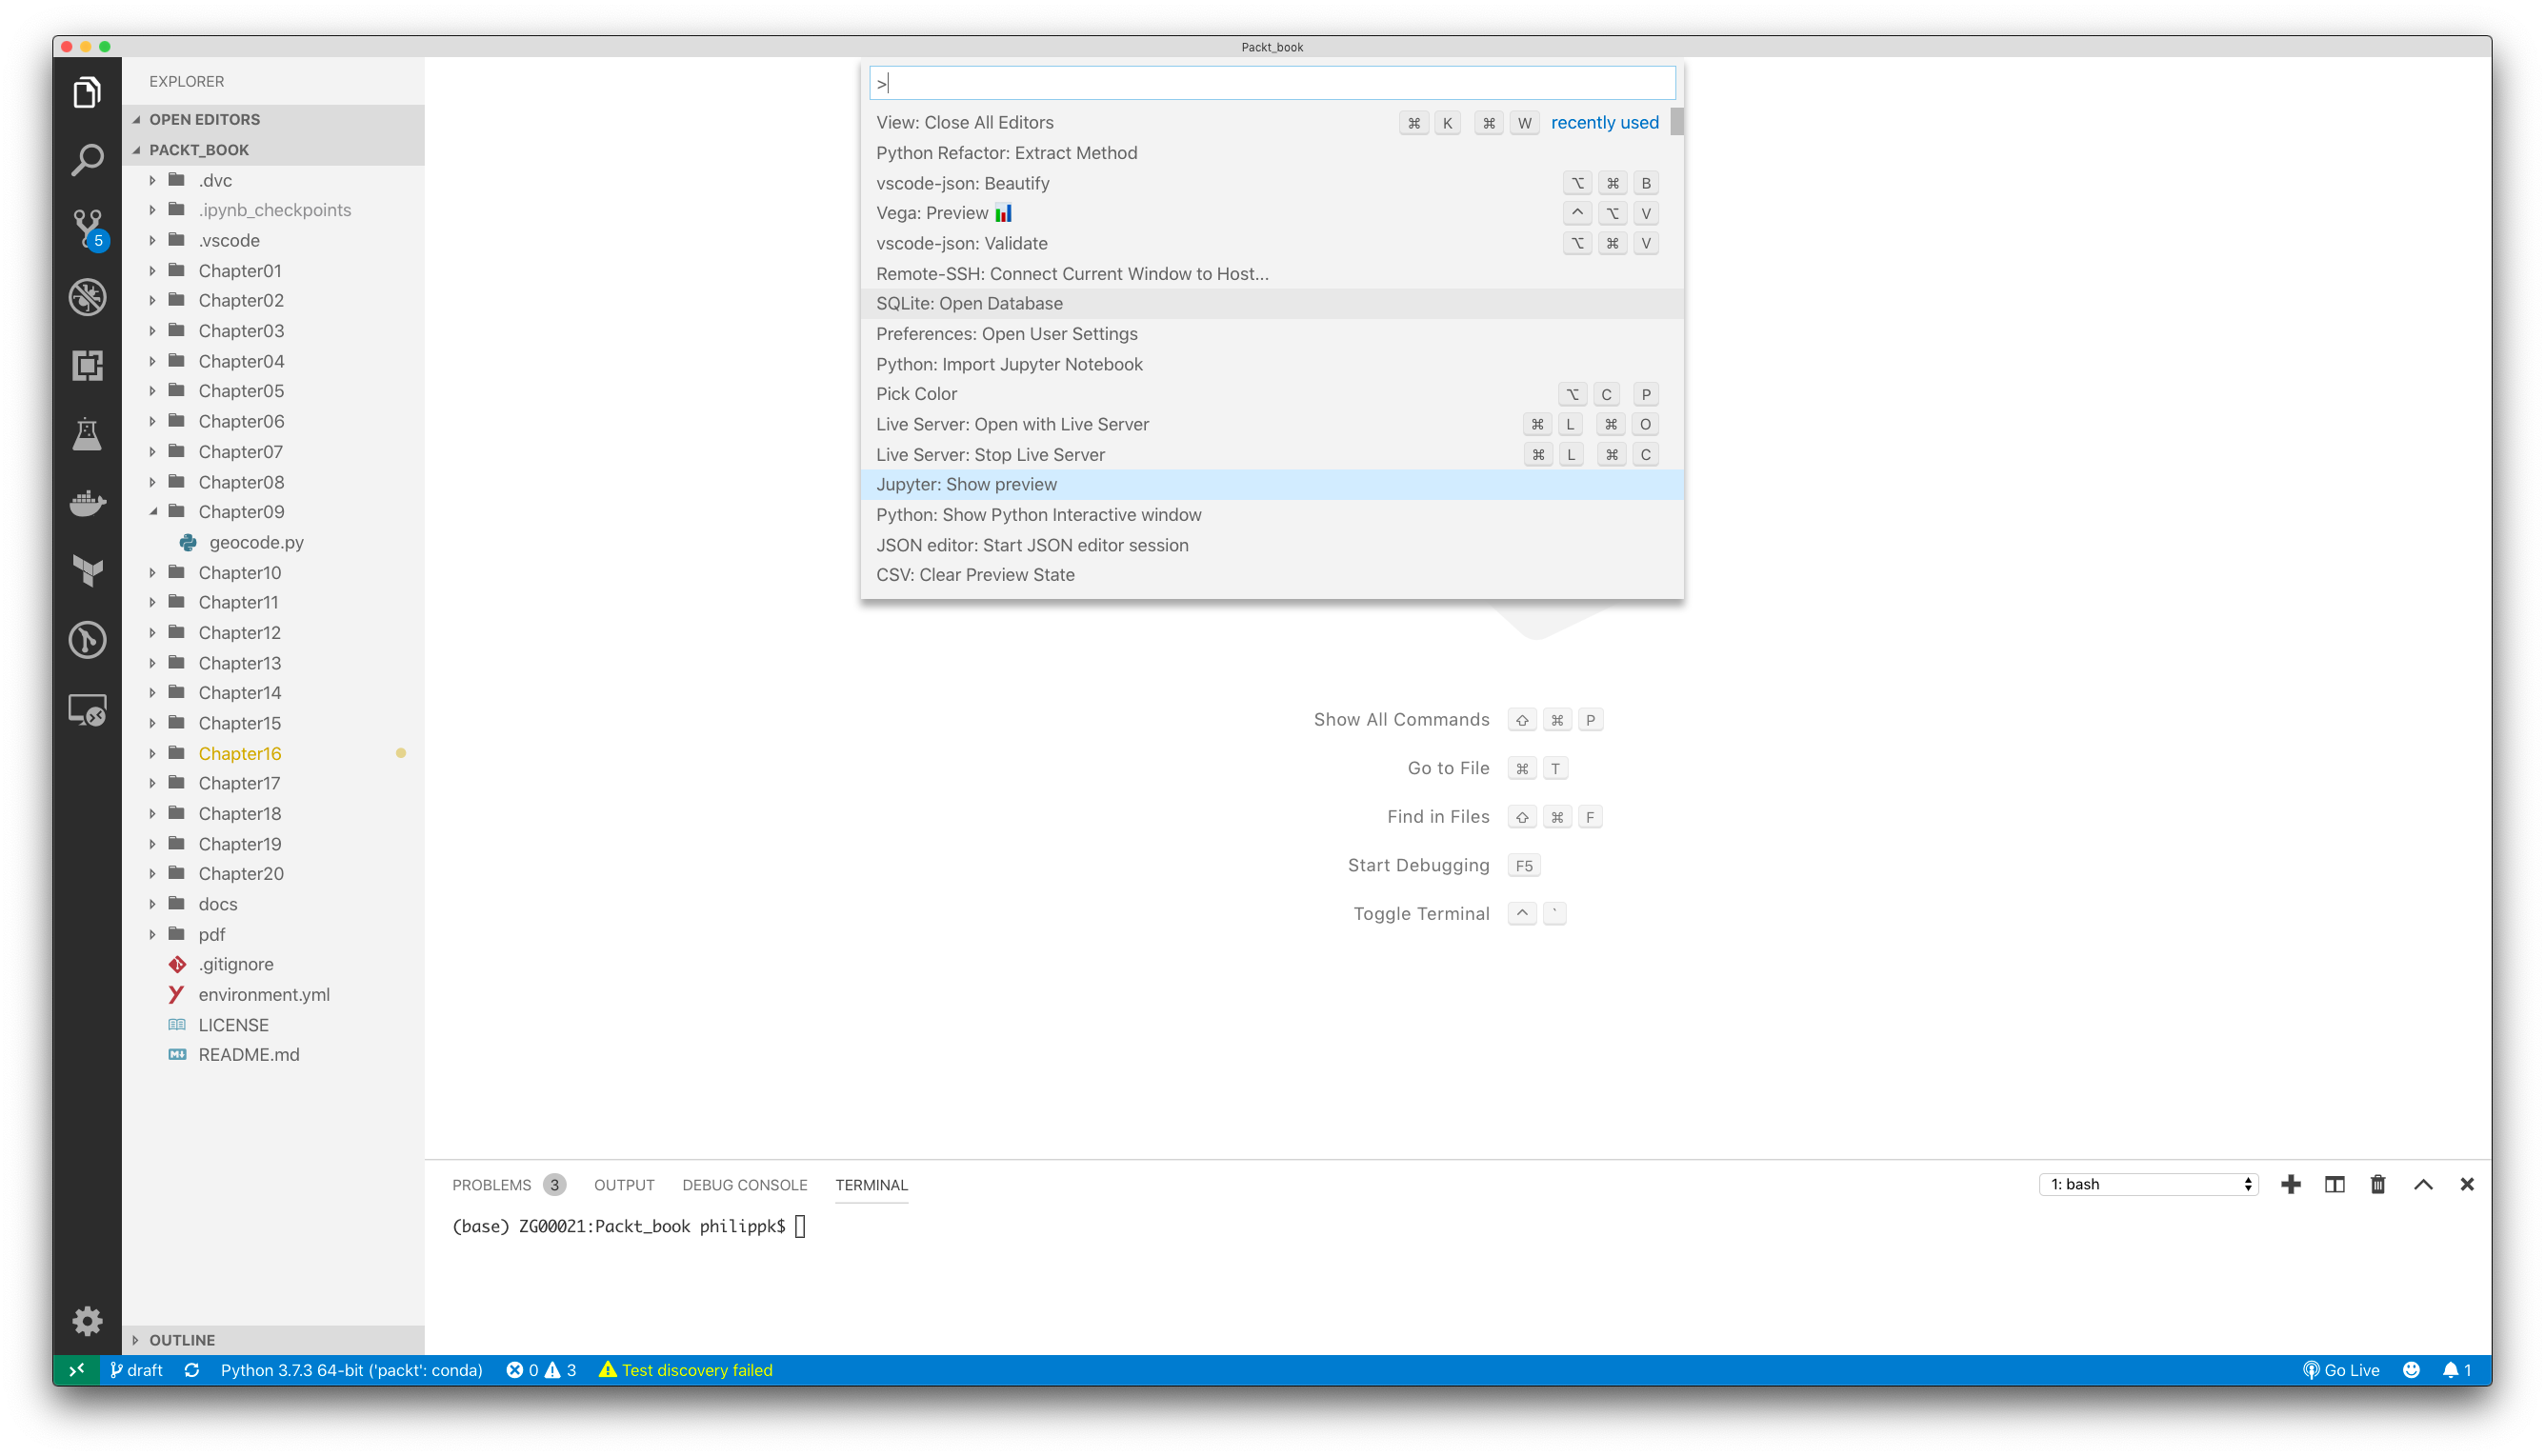 Packt_book
EXPLORER
OPEN EDITORS
PACKT_BOOK
.dvc
.ipynb_checkpoints
.vscode
Chapter01
Chapter02
Chapter03
Chapter04
Chapter05
Chapter06
Chapter07
Chapter08
Chapter09
geocode.py
Chapter10
Chapter11
Chapter12
Chapter13
Chapter14
Chapter15
Chapter16
Chapter17
Chapter18
Chapter19
Chapter20
docs
pdf
.gitignore
environment.yml
LICENSE
README.md
OUTLINE
5
>
View: Close All Editors ⌘ K ⌘ W recently used
Python Refactor: Extract Method
vscode-json: Beautify ⌥ ⌘ B
Vega: Preview 📊 ^ ⌥ V
vscode-json: Validate ⌥ ⌘ V
Remote-SSH: Connect Current Window to Host...
SQLite: Open Database
Preferences: Open User Settings
Python: Import Jupyter Notebook
Pick Color ⌥ C P
Live Server: Open with Live Server ⌘ L ⌘ O
Live Server: Stop Live Server ⌘ L ⌘ C
Jupyter: Show preview
Python: Show Python Interactive window
JSON editor: Start JSON editor session
CSV: Clear Preview State
Show All Commands ⇧ ⌘ P
Go to File ⌘ T
Find in Files ⇧ ⌘ F
Start Debugging F5
Toggle Terminal ^ `
PROBLEMS 3 OUTPUT DEBUG CONSOLE TERMINAL 1: bash
(base) ZG00021:Packt_book philippk$
draft Python 3.7.3 64-bit ('packt': conda) 0 3 Test discovery failed Go Live 1